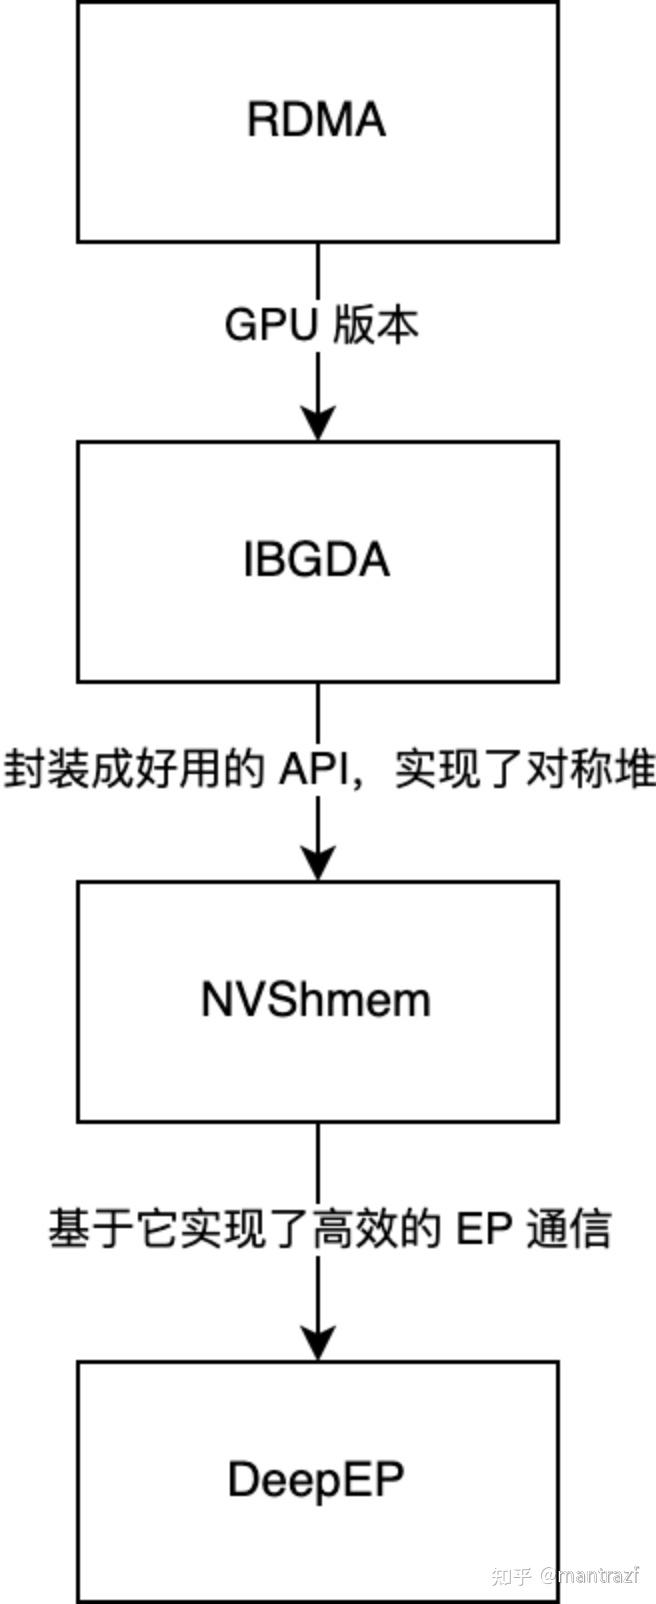 RDMA
GPU 版本
IBGDA
封装成好用的 API，实现了对称堆
NVShmem
基于它实现了高效的 EP 通信
DeepEP
知乎 @mantrazf